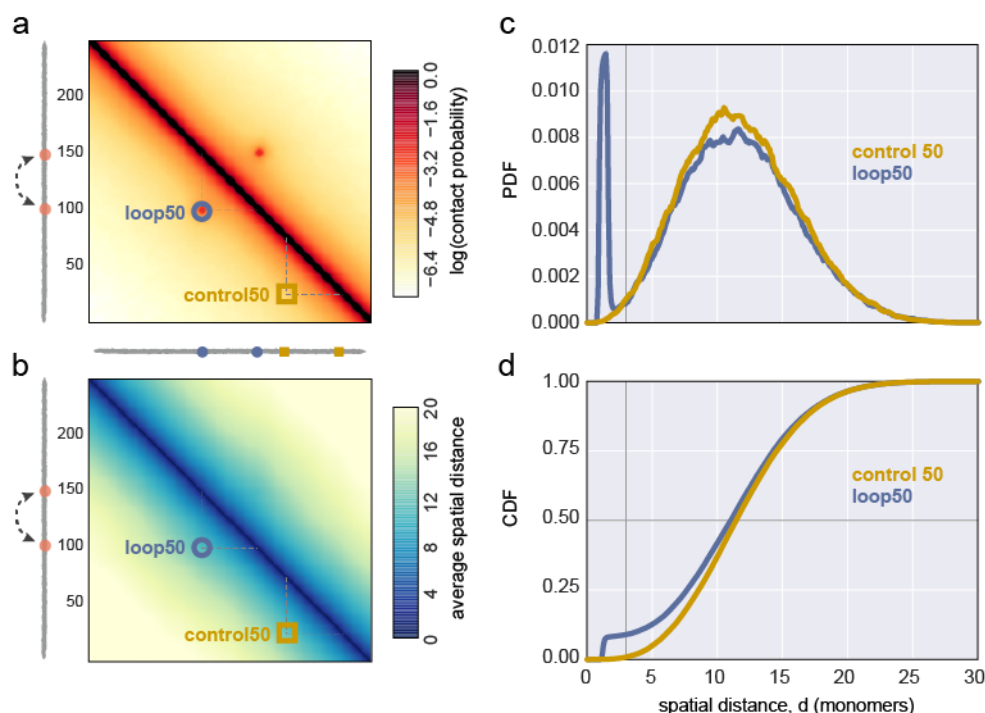 a
200
150
100
50
loop50
control50
0.0
−1.6
−3.2
−4.8
−6.4
log(contact probability)
b
200
150
100
50
loop50
control50
20
16
12
8
4
0
average spatial distance
c
0.012
0.010
0.008
0.006
0.004
0.002
0.000
PDF
control 50
loop50
d
1.00
0.75
0.50
0.25
0.00
CDF
control 50
loop50
0 5 10 15 20 25 30
spatial distance, d (monomers)